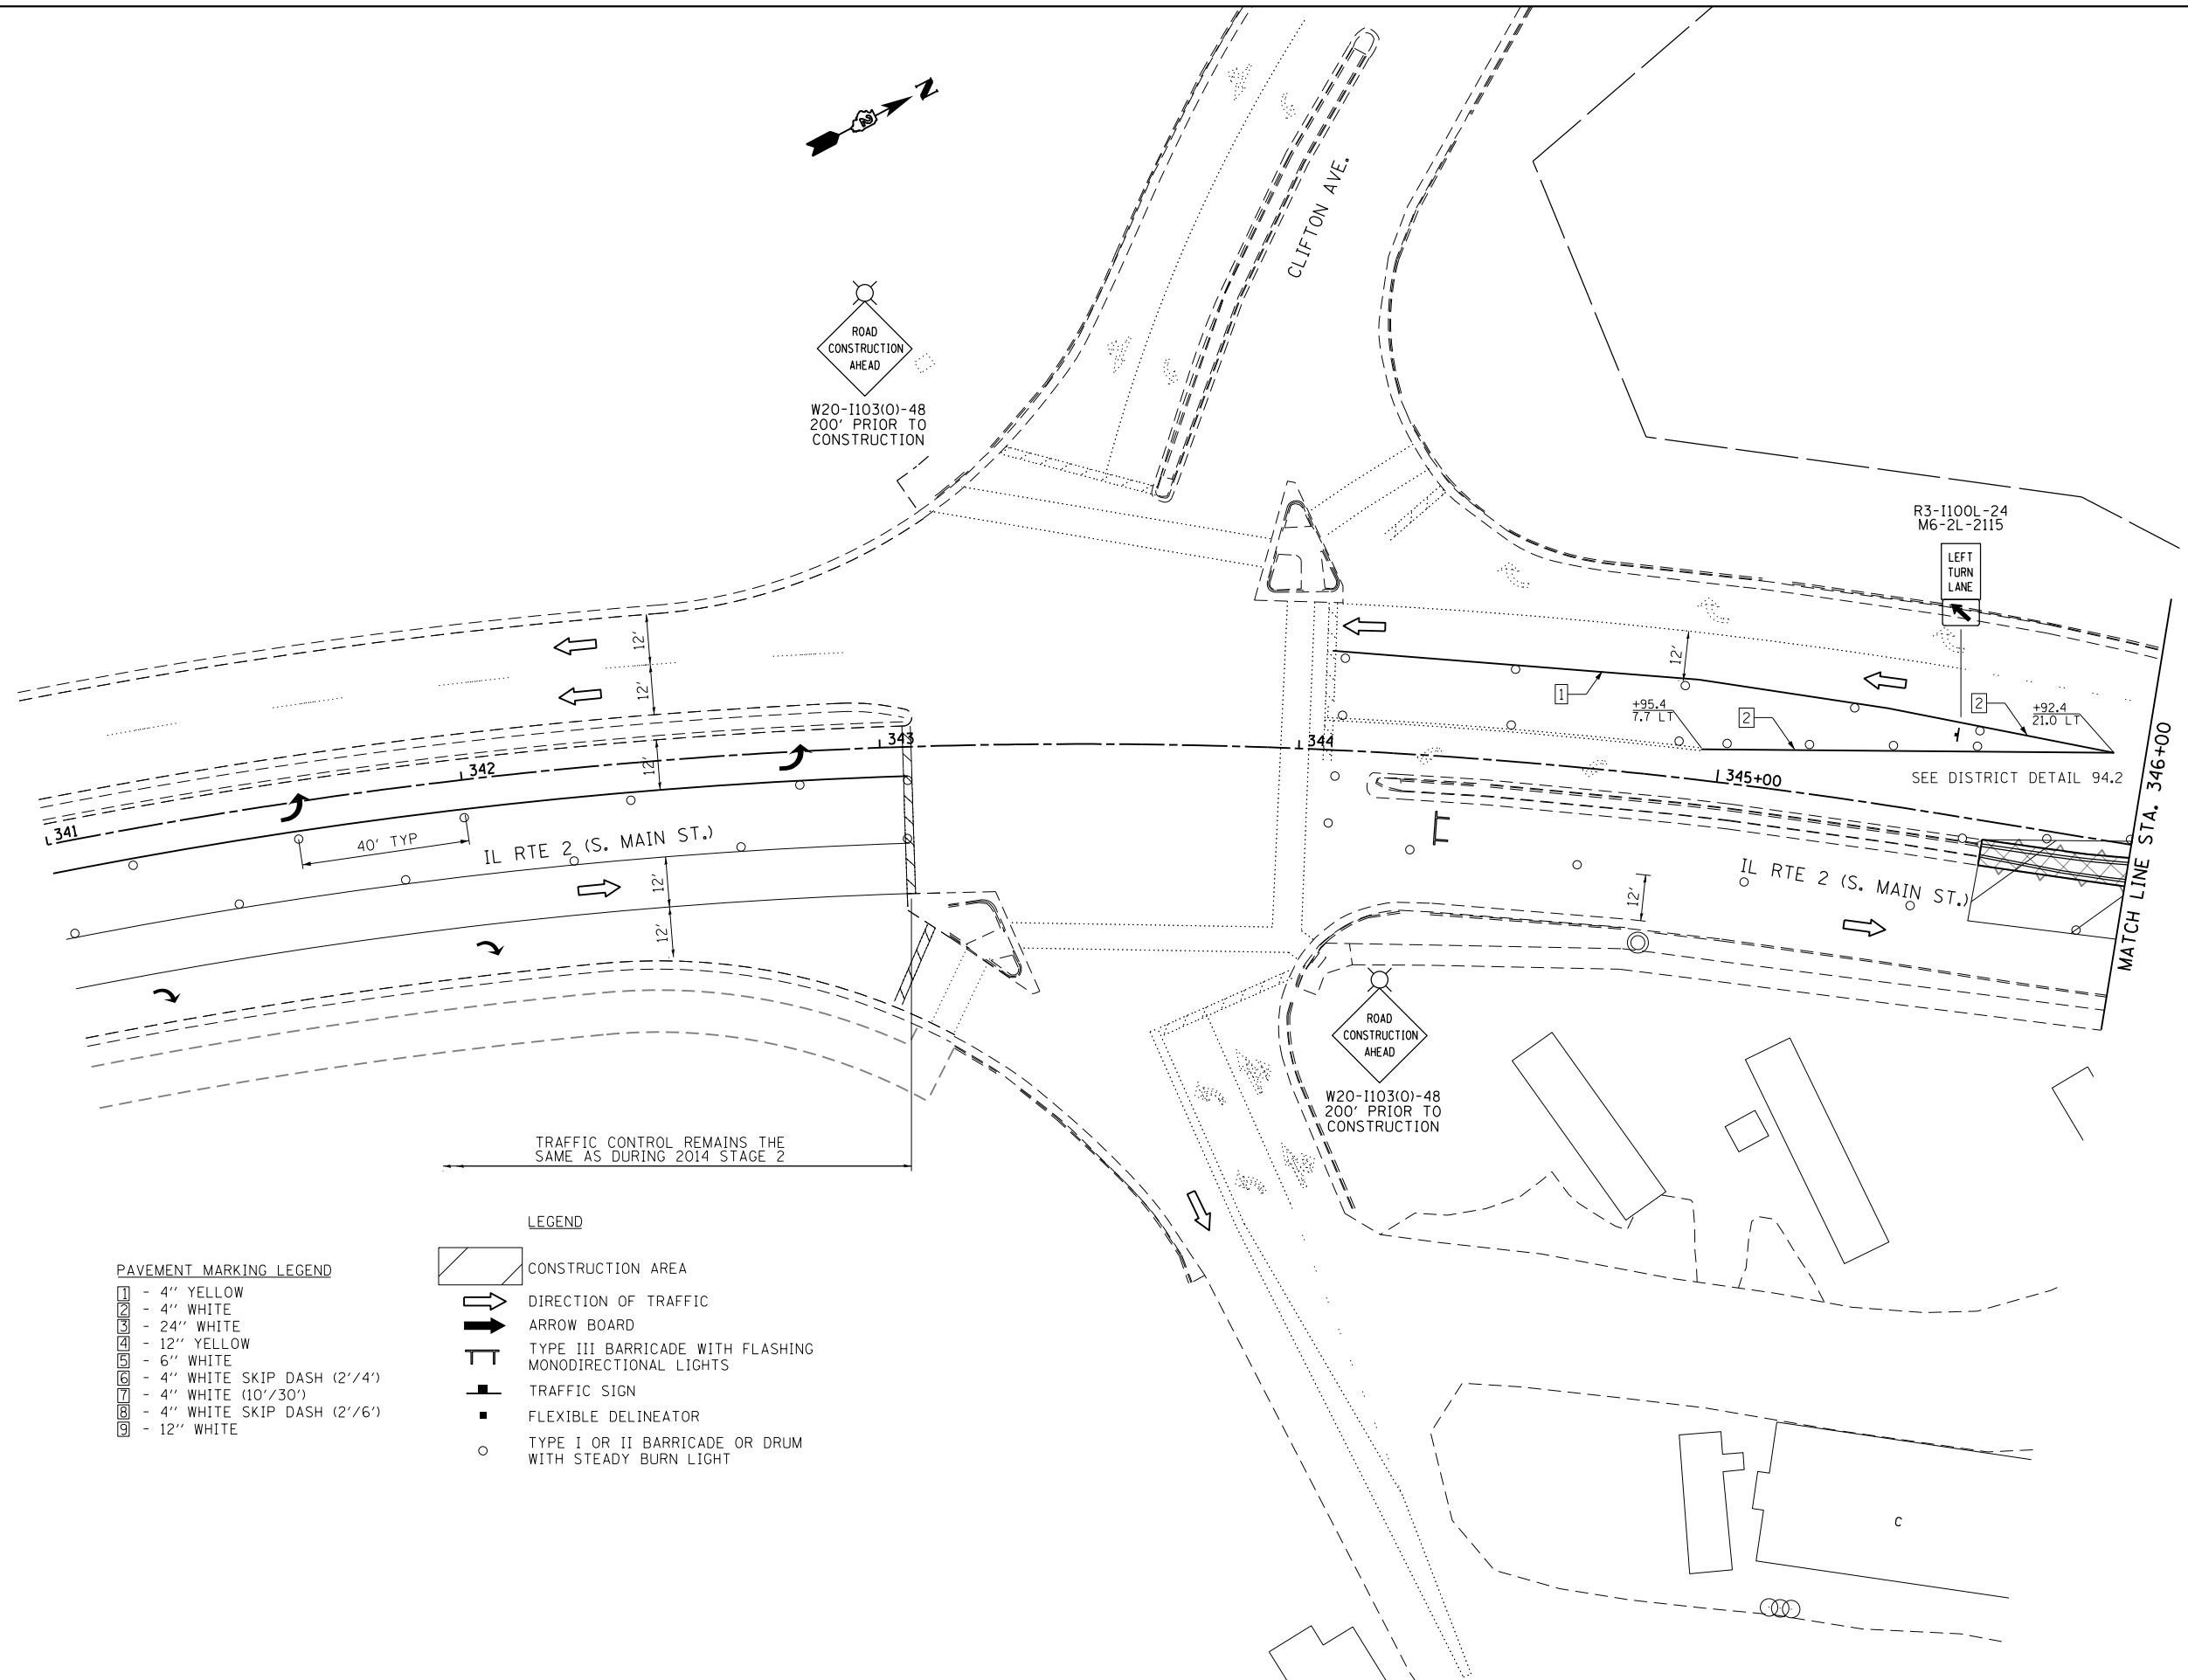 N
2
CLIFTON AVE.
ROAD
CONSTRUCTION
AHEAD
W20-I103(O)-48
200' PRIOR TO
CONSTRUCTION
R3-I100L-24
M6-2L-2115
LEFT
TURN
LANE
12'
12'
12'
12'
1
2
2
+95.4
7.7 LT
+92.4
21.0 LT
341
342
343
344
345+00
SEE DISTRICT DETAIL 94.2
MATCH LINE STA. 346+00
40' TYP
IL RTE 2 (S. MAIN ST.)
IL RTE 2 (S. MAIN ST.)
12'
12'
12'
ROAD
CONSTRUCTION
AHEAD
W20-I103(O)-48
200' PRIOR TO
CONSTRUCTION
TRAFFIC CONTROL REMAINS THE
SAME AS DURING 2014 STAGE 2
LEGEND
CONSTRUCTION AREA
DIRECTION OF TRAFFIC
ARROW BOARD
TYPE III BARRICADE WITH FLASHING
MONODIRECTIONAL LIGHTS
TRAFFIC SIGN
FLEXIBLE DELINEATOR
TYPE I OR II BARRICADE OR DRUM
WITH STEADY BURN LIGHT
PAVEMENT MARKING LEGEND
1 - 4'' YELLOW
2 - 4'' WHITE
3 - 24'' WHITE
4 - 12'' YELLOW
5 - 6'' WHITE
6 - 4'' WHITE SKIP DASH (2'/4')
7 - 4'' WHITE (10'/30')
8 - 4'' WHITE SKIP DASH (2'/6')
9 - 12'' WHITE
C